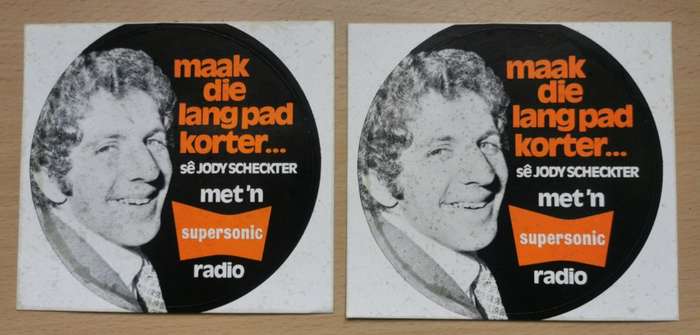 maak
die
lang pad
korter...
sê JODY SCHECKTER
met 'n
supersonic
radio
maak
die
lang pad
korter...
sê JODY SCHECKTER
met 'n
supersonic
radio